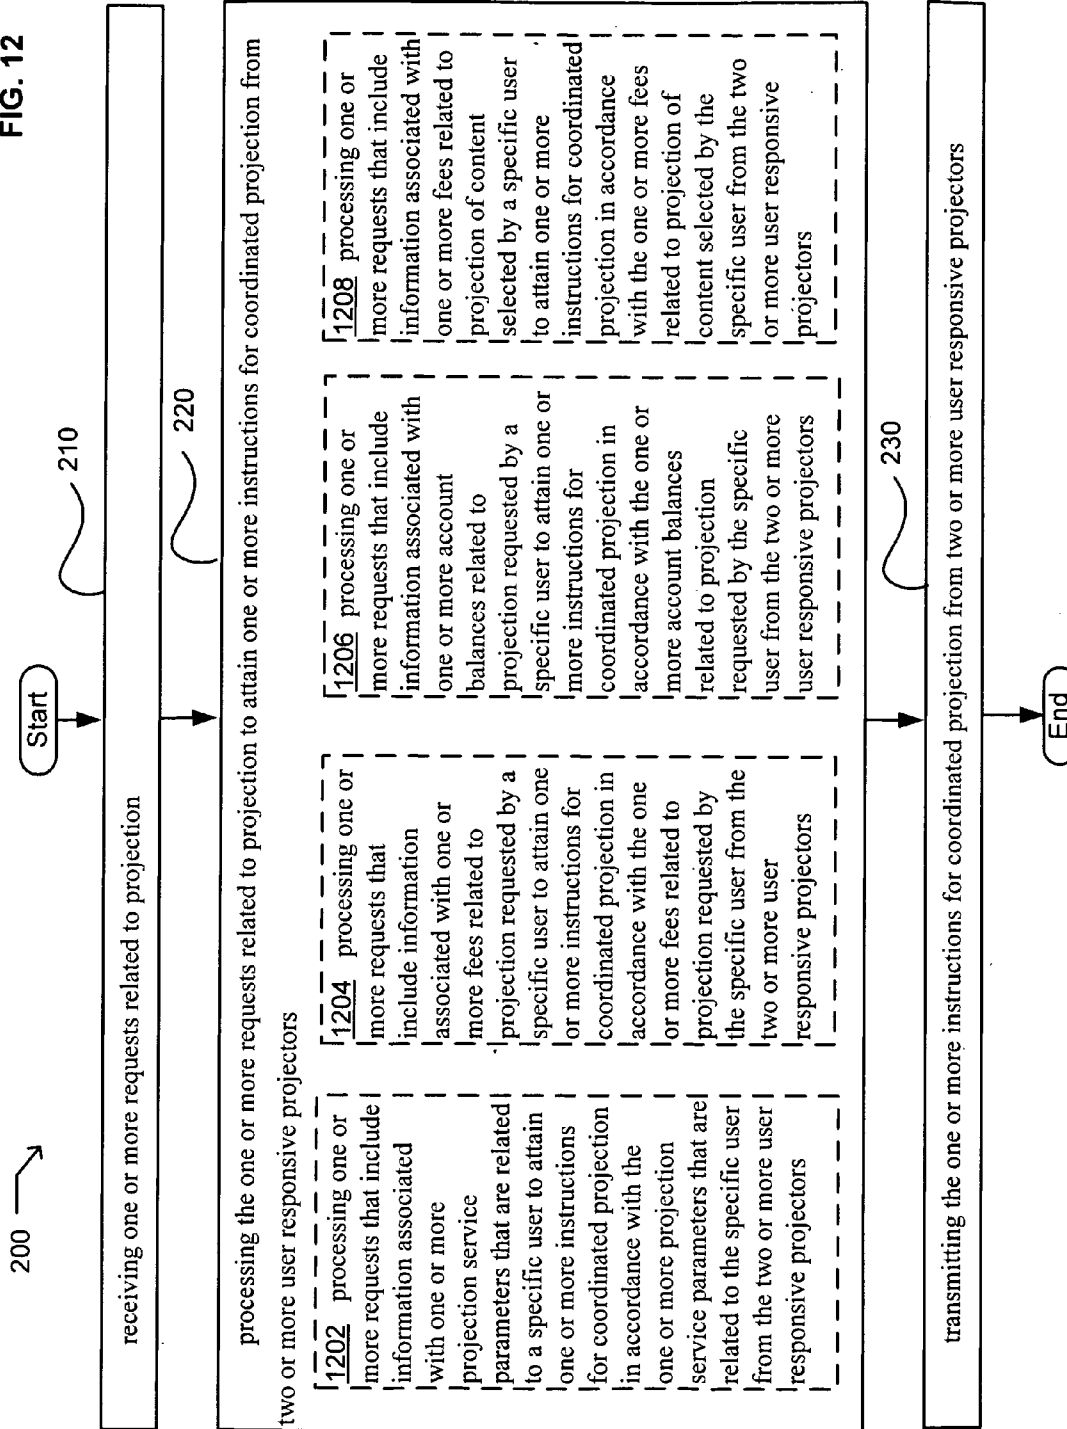 FIG. 12
200
Start
210
receiving one or more requests related to projection
220
processing the one or more requests related to projection to attain one or more instructions for coordinated projection from
two or more user responsive projectors
1202 processing one or
more requests that include
information associated
with one or more
projection service
parameters that are related
to a specific user to attain
one or more instructions
for coordinated projection
in accordance with the
one or more projection
service parameters that are
related to the specific user
from the two or more user
responsive projectors
1204 processing one or
more requests that
include information
associated with one or
more fees related to
projection requested by a
specific user to attain one
or more instructions for
coordinated projection in
accordance with the one
or more fees related to
projection requested by
the specific user from the
two or more user
responsive projectors
1206 processing one or
more requests that include
information associated with
one or more account
balances related to
projection requested by a
specific user to attain one or
more instructions for
coordinated projection in
accordance with the one or
more account balances
related to projection
requested by the specific
user from the two or more
user responsive projectors
1208 processing one or
more requests that include
information associated with
one or more fees related to
projection of content
selected by a specific user
to attain one or more
instructions for coordinated
projection in accordance
with the one or more fees
related to projection of
content selected by the
specific user from the two
or more user responsive
projectors
230
transmitting the one or more instructions for coordinated projection from two or more user responsive projectors
End